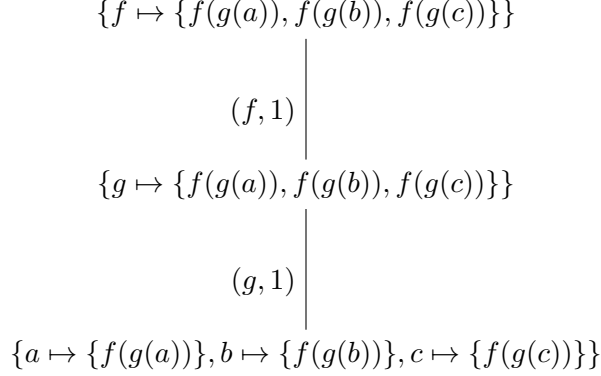 {f ↦ {f(g(a)), f(g(b)), f(g(c))}}
(f, 1)
{g ↦ {f(g(a)), f(g(b)), f(g(c))}}
(g, 1)
{a ↦ {f(g(a))}, b ↦ {f(g(b))}, c ↦ {f(g(c))}}